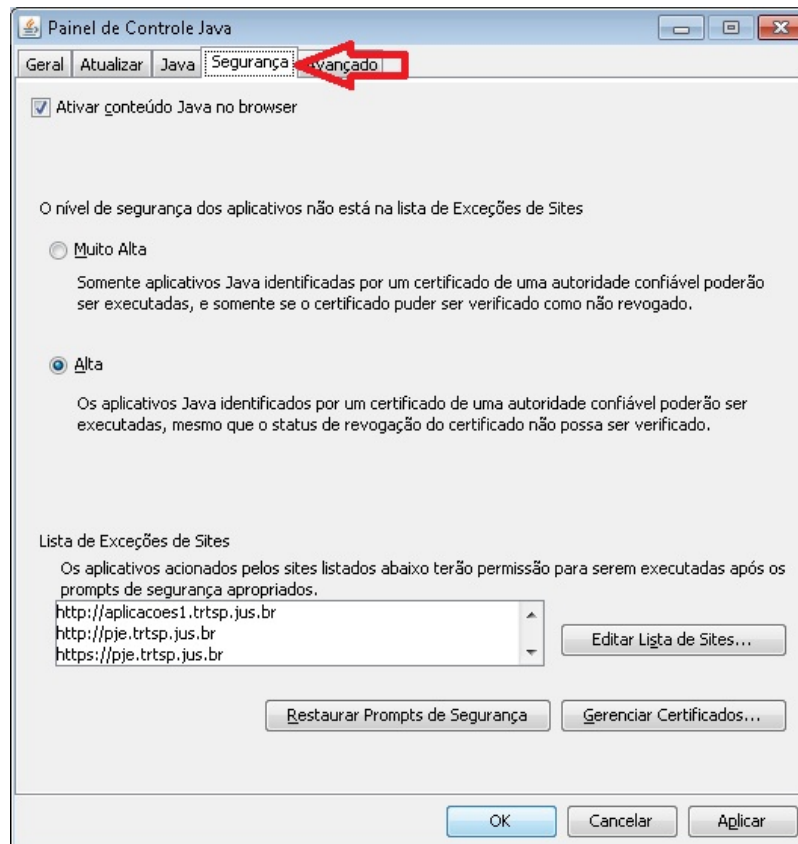 Painel de Controle Java
Geral Atualizar Java Segurança Avançado
Ativar conteúdo Java no browser
O nível de segurança dos aplicativos não está na lista de Exceções de Sites
Muito Alta
Somente aplicativos Java identificadas por um certificado de uma autoridade confiável poderão
ser executadas, e somente se o certificado puder ser verificado como não revogado.
Alta
Os aplicativos Java identificados por um certificado de uma autoridade confiável poderão ser
executadas, mesmo que o status de revogação do certificado não possa ser verificado.
Lista de Exceções de Sites
Os aplicativos acionados pelos sites listados abaixo terão permissão para serem executadas após os
prompts de segurança apropriados.
http://aplicacoes1.trtsp.jus.br
http://pje.trtsp.jus.br
https://pje.trtsp.jus.br
Editar Lista de Sites...
Restaurar Prompts de Segurança Gerenciar Certificados...
OK Cancelar Aplicar